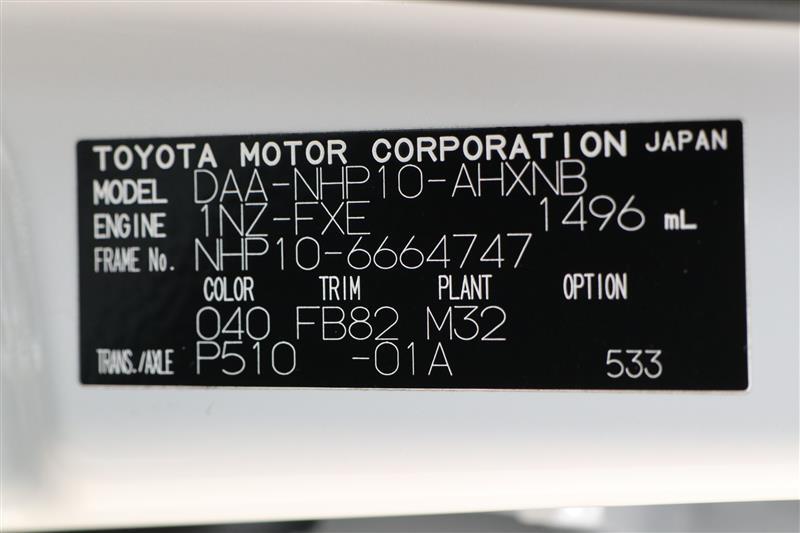 TOYOTA MOTOR CORPORATION JAPAN
MODEL DAA-NHP10-AHXNB
ENGINE 1NZ-FXE 1496 mL
FRAME No. NHP10-6664747
COLOR TRIM PLANT OPTION
040 FB82 M32
TRANS./AXLE P510 -01A 533